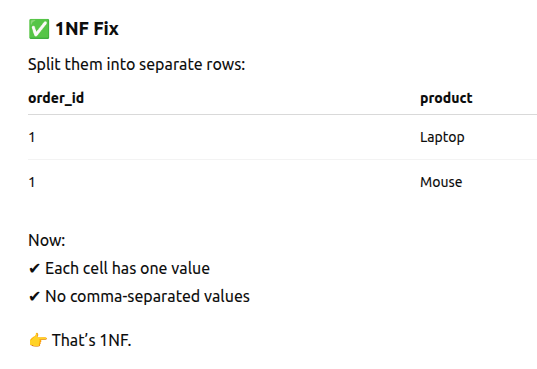 ✅ 1NF Fix
Split them into separate rows:
order_id product
1 Laptop
1 Mouse
Now:
✔ Each cell has one value
✔ No comma-separated values
👉 That’s 1NF.